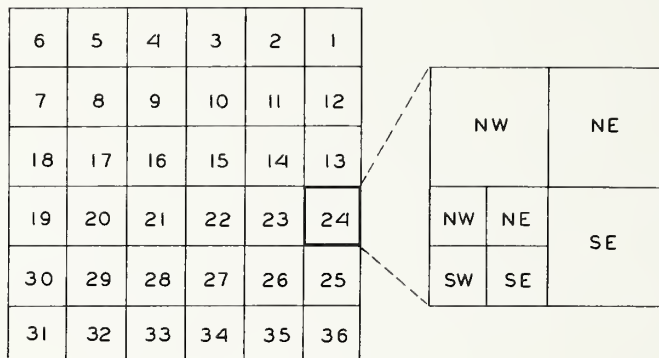 6 5 4 3 2 1
7 8 9 10 11 12
18 17 16 15 14 13
19 20 21 22 23 24
30 29 28 27 26 25
31 32 33 34 35 36
NW NE
NW NE
SE
SW SE